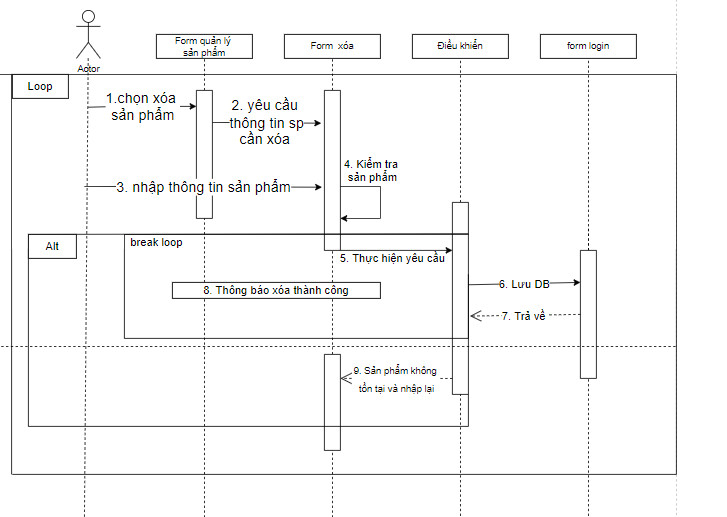 Form quản lý
sản phẩm
Form xóa
Điều khiển
form login
Actor
Loop
1.chọn xóa
sản phẩm
2. yêu cầu
thông tin sp
cần xóa
3. nhập thông tin sản phẩm
4. Kiểm tra
sản phẩm
Alt
break loop
5. Thực hiện yêu cầu
6. Lưu DB
8. Thông báo xóa thành công
7. Trả về
9. Sản phẩm không
tồn tại và nhập lại